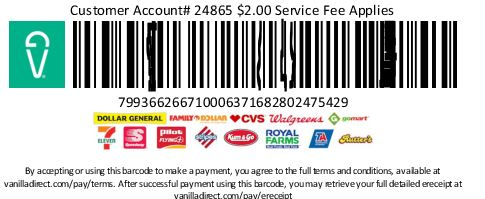 Customer Account# 24865 $2.00 Service Fee Applies
799366266710006371682802475429
DOLLAR GENERAL FAMILY DOLLAR CVS Walgreens gomart
7 ELEVEN Speedway Pilot FLYING J stripes Kum & Go ROYAL FARMS TA Rutter's
By accepting or using this barcode to make a payment, you agree to the full terms and conditions, available at
vanilladirect.com/pay/terms. After successful payment using this barcode, you may retrieve your full detailed ereceipt at
vanilladirect.com/pay/ereceipt